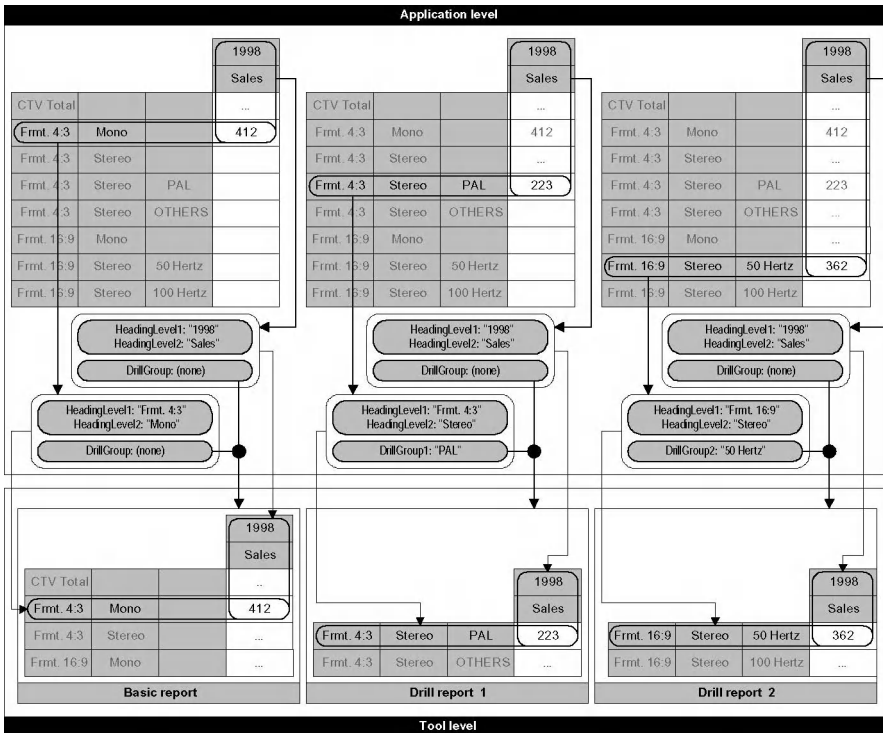 Application level
1998
Sales
CTV Total ...
Frmt. 4:3 Mono 412
Frmt. 4:3 Stereo
Frmt. 4:3 Stereo PAL
Frmt. 4:3 Stereo OTHERS
Frmt. 16:9 Mono
Frmt. 16:9 Stereo 50 Hertz
Frmt. 16:9 Stereo 100 Hertz
HeadingLevel1: "1998"
HeadingLevel2: "Sales"
DrillGroup: (none)
HeadingLevel1: "Frmt. 4:3"
HeadingLevel2: "Mono"
DrillGroup: (none)
1998
Sales
CTV Total ...
Frmt. 4:3 Mono 412
Frmt. 4:3 Stereo ...
Frmt. 4:3 Stereo PAL 223
Frmt. 4:3 Stereo OTHERS
Frmt. 16:9 Mono
Frmt. 16:9 Stereo 50 Hertz
Frmt. 16:9 Stereo 100 Hertz
HeadingLevel1: "1998"
HeadingLevel2: "Sales"
DrillGroup: (none)
HeadingLevel1: "Frmt. 4:3"
HeadingLevel2: "Stereo"
DrillGroup1: "PAL"
1998
Sales
CTV Total ...
Frmt. 4:3 Mono 412
Frmt. 4:3 Stereo ...
Frmt. 4:3 Stereo PAL 223
Frmt. 4:3 Stereo OTHERS ...
Frmt. 16:9 Mono ...
Frmt. 16:9 Stereo 50 Hertz 362
Frmt. 16:9 Stereo 100 Hertz
HeadingLevel1: "1998"
HeadingLevel2: "Sales"
DrillGroup: (none)
HeadingLevel1: "Frmt. 16:9"
HeadingLevel2: "Stereo"
DrillGroup2: "50 Hertz"
1998
Sales
CTV Total ..
Frmt. 4:3 Mono 412
Frmt. 4:3 Stereo ...
Frmt. 16:9 Mono ...
Basic report
1998
Sales
Frmt. 4:3 Stereo PAL 223
Frmt. 4:3 Stereo OTHERS ...
Drill report 1
1998
Sales
Frmt. 16:9 Stereo 50 Hertz 362
Frmt. 16:9 Stereo 100 Hertz ...
Drill report 2
Tool level